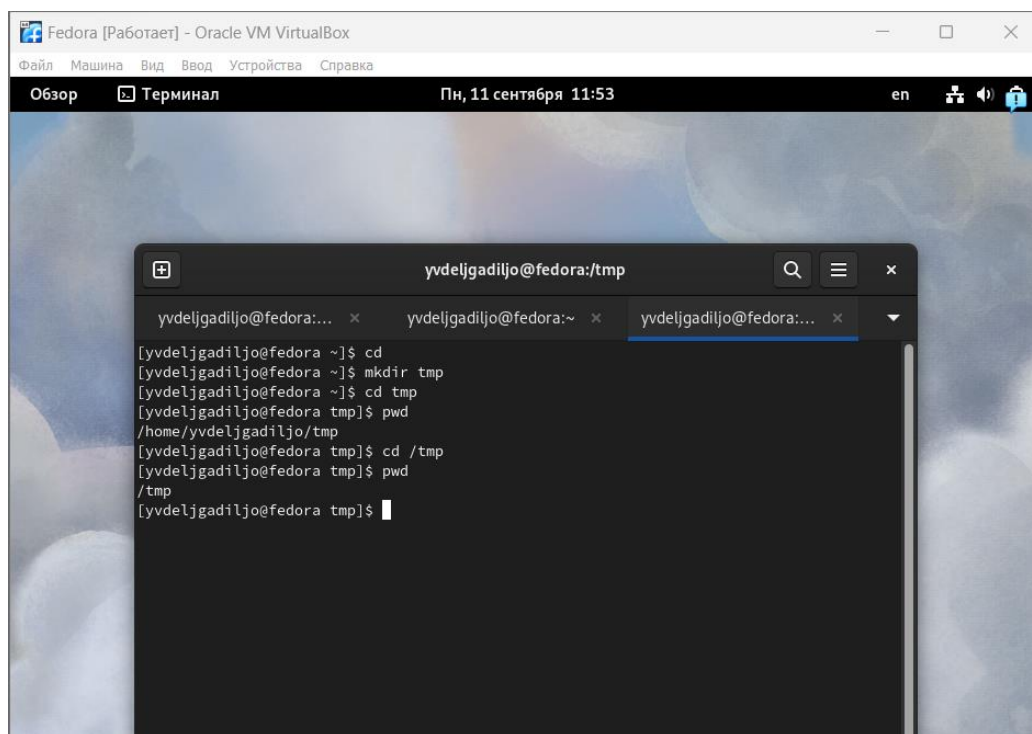 Fedora [Работает] - Oracle VM VirtualBox
Файл Машина Вид Ввод Устройства Справка
Обзор Терминал Пн, 11 сентября 11:53 en
yvdeljgadiljo@fedora:/tmp
yvdeljgadiljo@fedora:... yvdeljgadiljo@fedora:~ yvdeljgadiljo@fedora:...
[yvdeljgadiljo@fedora ~]$ cd
[yvdeljgadiljo@fedora ~]$ mkdir tmp
[yvdeljgadiljo@fedora ~]$ cd tmp
[yvdeljgadiljo@fedora tmp]$ pwd
/home/yvdeljgadiljo/tmp
[yvdeljgadiljo@fedora tmp]$ cd /tmp
[yvdeljgadiljo@fedora tmp]$ pwd
/tmp
[yvdeljgadiljo@fedora tmp]$